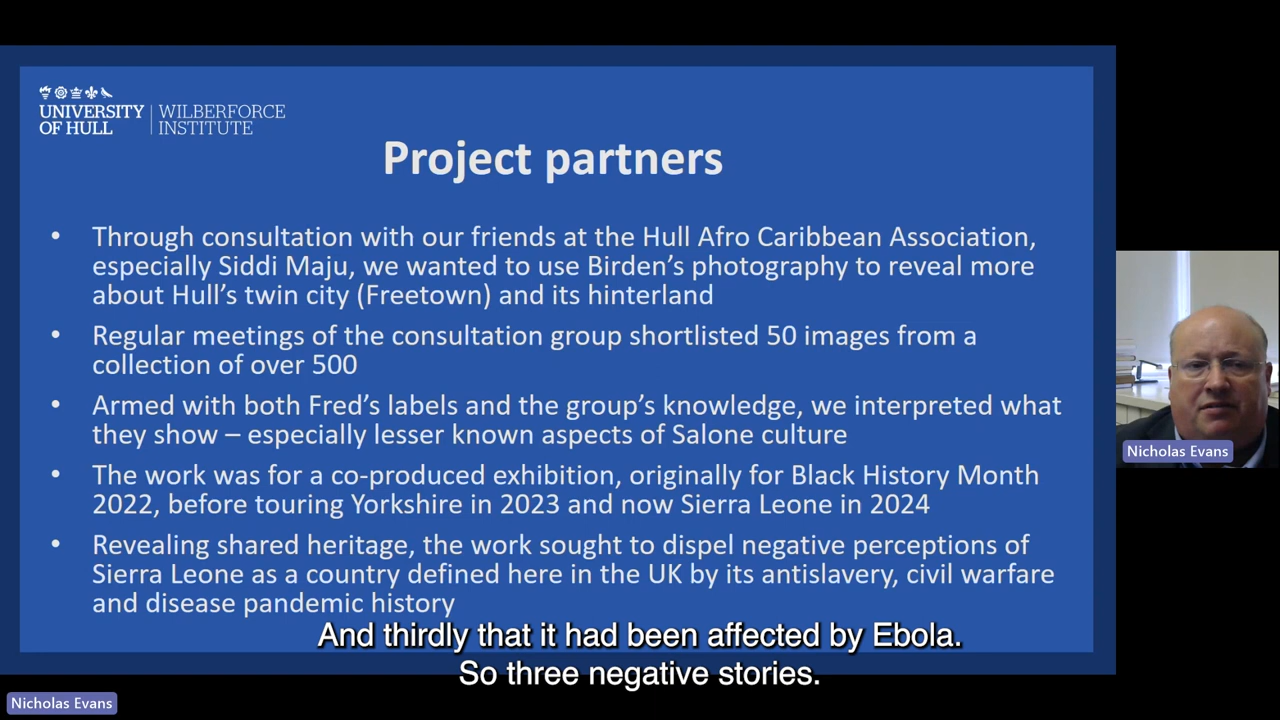 UNIVERSITY
OF HULL
WILBERFORCE
INSTITUTE
Project partners
• Through consultation with our friends at the Hull Afro Caribbean Association,
especially Siddi Maju, we wanted to use Birden's photography to reveal more
about Hull's twin city (Freetown) and its hinterland
• Regular meetings of the consultation group shortlisted 50 images from a
collection of over 500
• Armed with both Fred's labels and the group's knowledge, we interpreted what
they show – especially lesser known aspects of Salone culture
• The work was for a co-produced exhibition, originally for Black History Month
2022, before touring Yorkshire in 2023 and now Sierra Leone in 2024
• Revealing shared heritage, the work sought to dispel negative perceptions of
Sierra Leone as a country defined here in the UK by its antislavery, civil warfare
and disease pandemic history
And thirdly that it had been affected by Ebola.
So three negative stories.
Nicholas Evans
Nicholas Evans